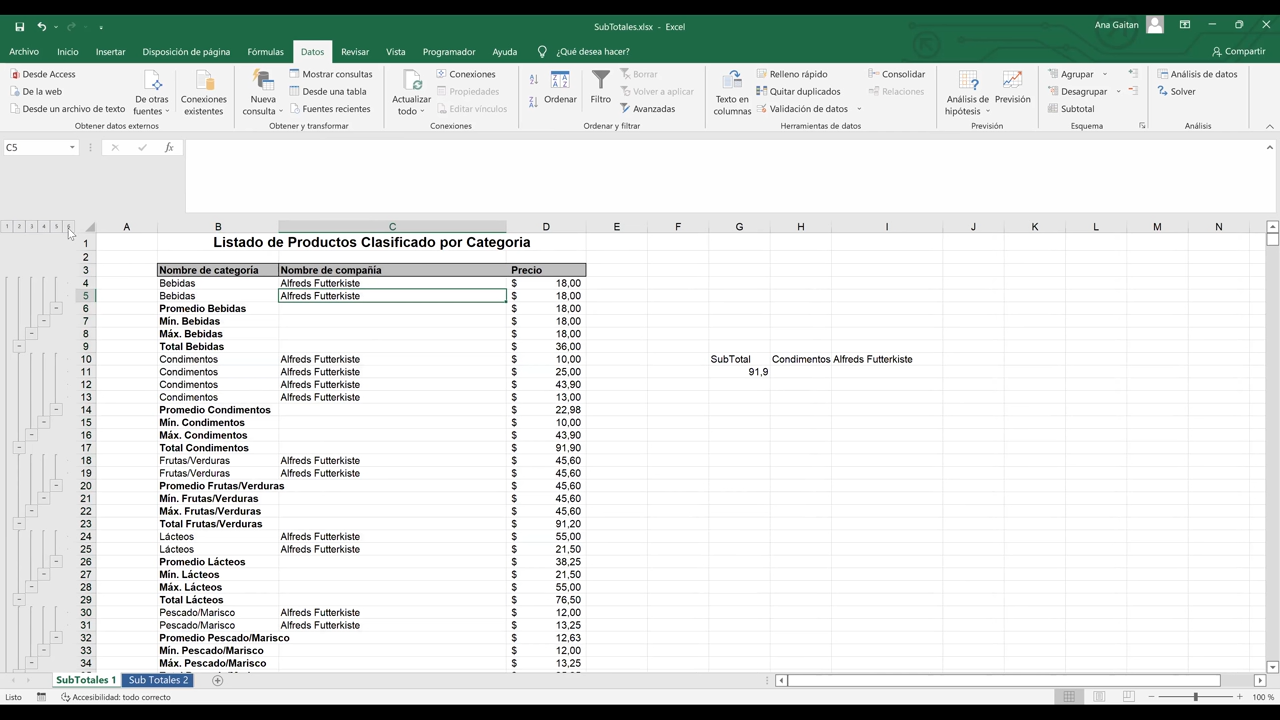 SubTotales.xlsx - Excel
Ana Gaitan
Archivo Inicio Insertar Disposición de página Fórmulas Datos Revisar Vista Programador Ayuda ¿Qué desea hacer? Compartir
Desde Access
De la web
Desde un archivo de texto
De otras fuentes
Conexiones existentes
Obtener datos externos
Nueva consulta
Mostrar consultas
Desde una tabla
Fuentes recientes
Obtener y transformar
Actualizar todo
Conexiones
Propiedades
Editar vínculos
Conexiones
Ordenar
Filtro
Borrar
Volver a aplicar
Avanzadas
Ordenar y filtrar
Texto en columnas
Relleno rápido
Quitar duplicados
Validación de datos
Consolidar
Relaciones
Herramientas de datos
Análisis de hipótesis
Previsión
Previsión
Agrupar
Desagrupar
Subtotal
Esquema
Análisis de datos
Solver
Análisis
C5 fx
1 2 3 4 5 6 A B C D E F G H I J K L M N
1 Listado de Productos Clasificado por Categoria
2
3 Nombre de categoría Nombre de compañía Precio
4 Bebidas Alfreds Futterkiste $ 18,00
5 Bebidas Alfreds Futterkiste $ 18,00
6 Promedio Bebidas $ 18,00
7 Mín. Bebidas $ 18,00
8 Máx. Bebidas $ 18,00
9 Total Bebidas $ 36,00
10 Condimentos Alfreds Futterkiste $ 10,00 SubTotal Condimentos Alfreds Futterkiste
11 Condimentos Alfreds Futterkiste $ 25,00 91,9
12 Condimentos Alfreds Futterkiste $ 43,90
13 Condimentos Alfreds Futterkiste $ 13,00
14 Promedio Condimentos $ 22,98
15 Mín. Condimentos $ 10,00
16 Máx. Condimentos $ 43,90
17 Total Condimentos $ 91,90
18 Frutas/Verduras Alfreds Futterkiste $ 45,60
19 Frutas/Verduras Alfreds Futterkiste $ 45,60
20 Promedio Frutas/Verduras $ 45,60
21 Mín. Frutas/Verduras $ 45,60
22 Máx. Frutas/Verduras $ 45,60
23 Total Frutas/Verduras $ 91,20
24 Lácteos Alfreds Futterkiste $ 55,00
25 Lácteos Alfreds Futterkiste $ 21,50
26 Promedio Lácteos $ 38,25
27 Mín. Lácteos $ 21,50
28 Máx. Lácteos $ 55,00
29 Total Lácteos $ 76,50
30 Pescado/Marisco Alfreds Futterkiste $ 12,00
31 Pescado/Marisco Alfreds Futterkiste $ 13,25
32 Promedio Pescado/Marisco $ 12,63
33 Mín. Pescado/Marisco $ 12,00
34 Máx. Pescado/Marisco $ 13,25
SubTotales 1 Sub Totales 2
Listo Accesibilidad: todo correcto 100 %